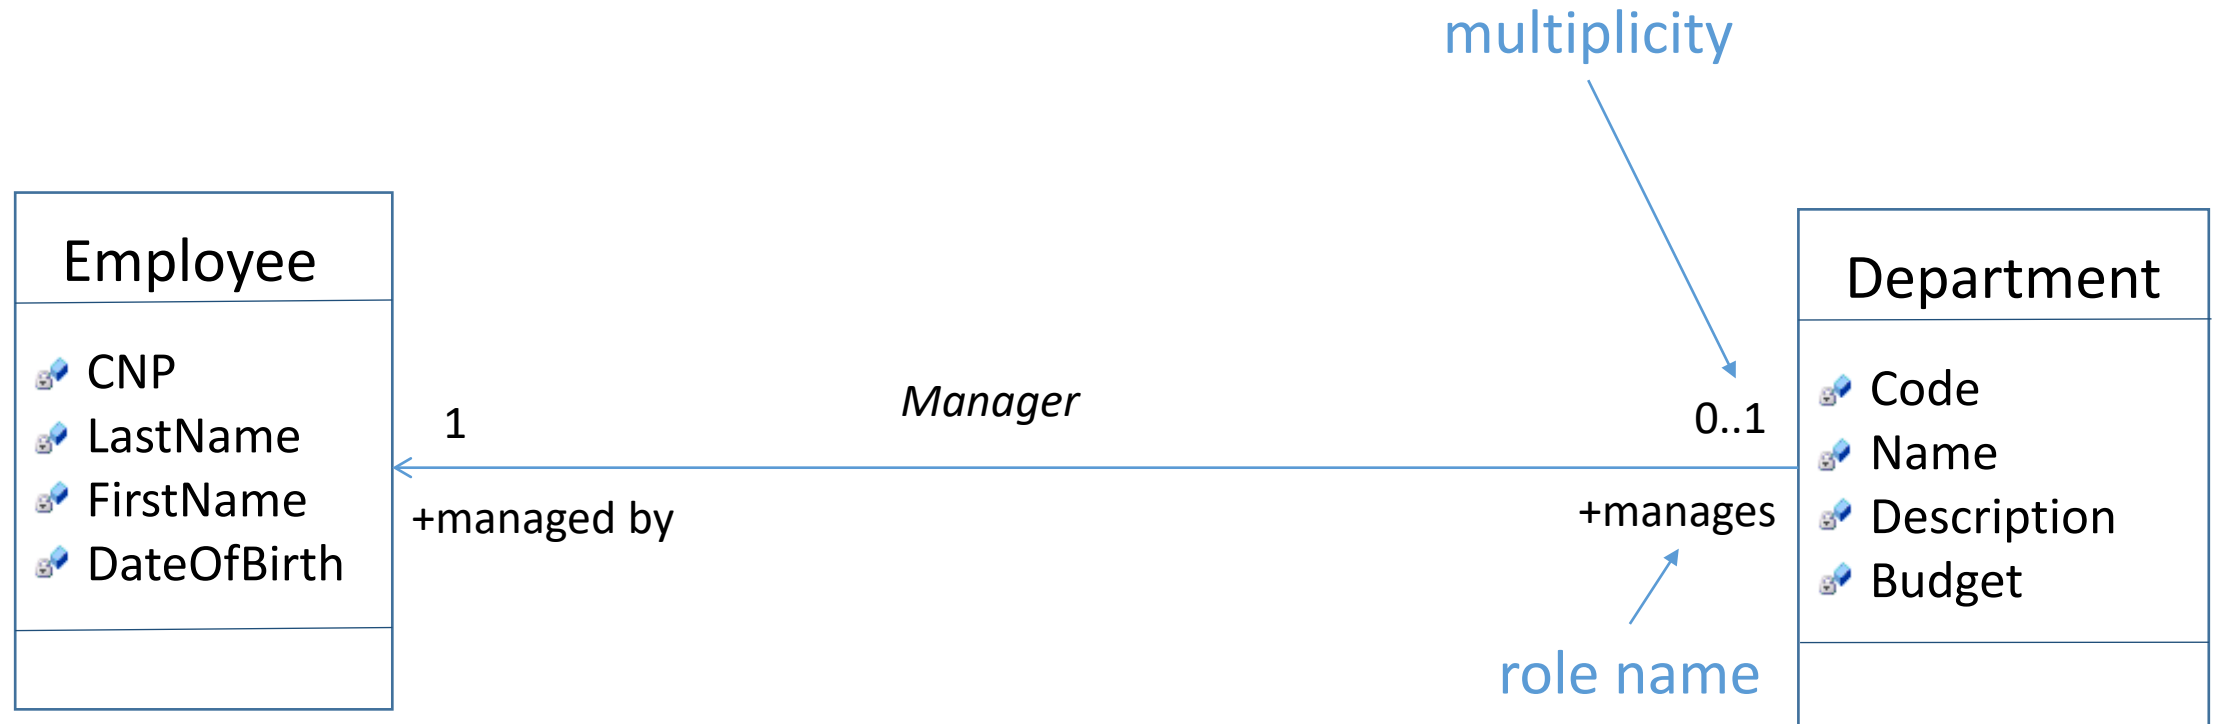 multiplicity
Employee
CNP
LastName
FirstName
DateOfBirth
1
Manager
0..1
+managed by
+manages
role name
Department
Code
Name
Description
Budget